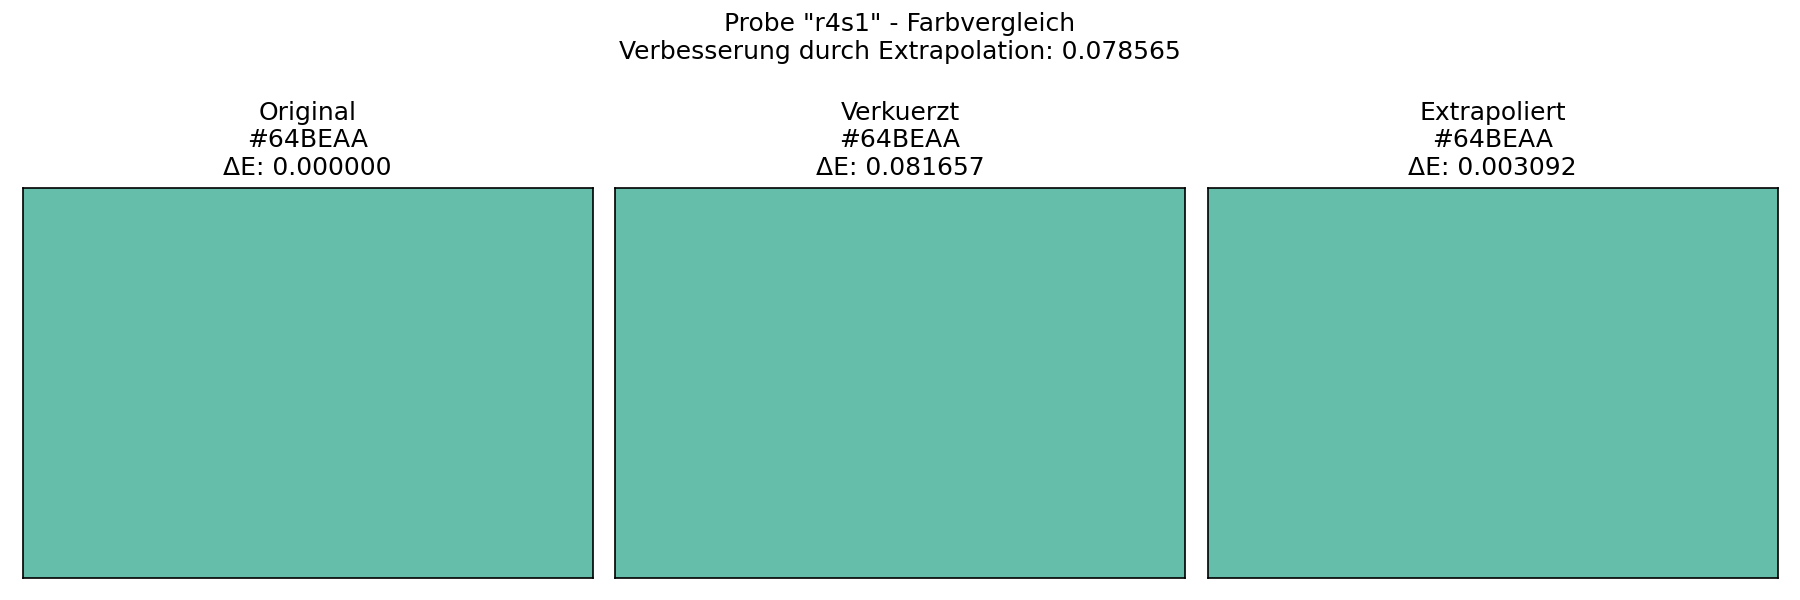 Probe "r4s1" - Farbvergleich
Verbesserung durch Extrapolation: 0.078565
Original
#64BEAA
ΔE: 0.000000
Verkuerzt
#64BEAA
ΔE: 0.081657
Extrapoliert
#64BEAA
ΔE: 0.003092